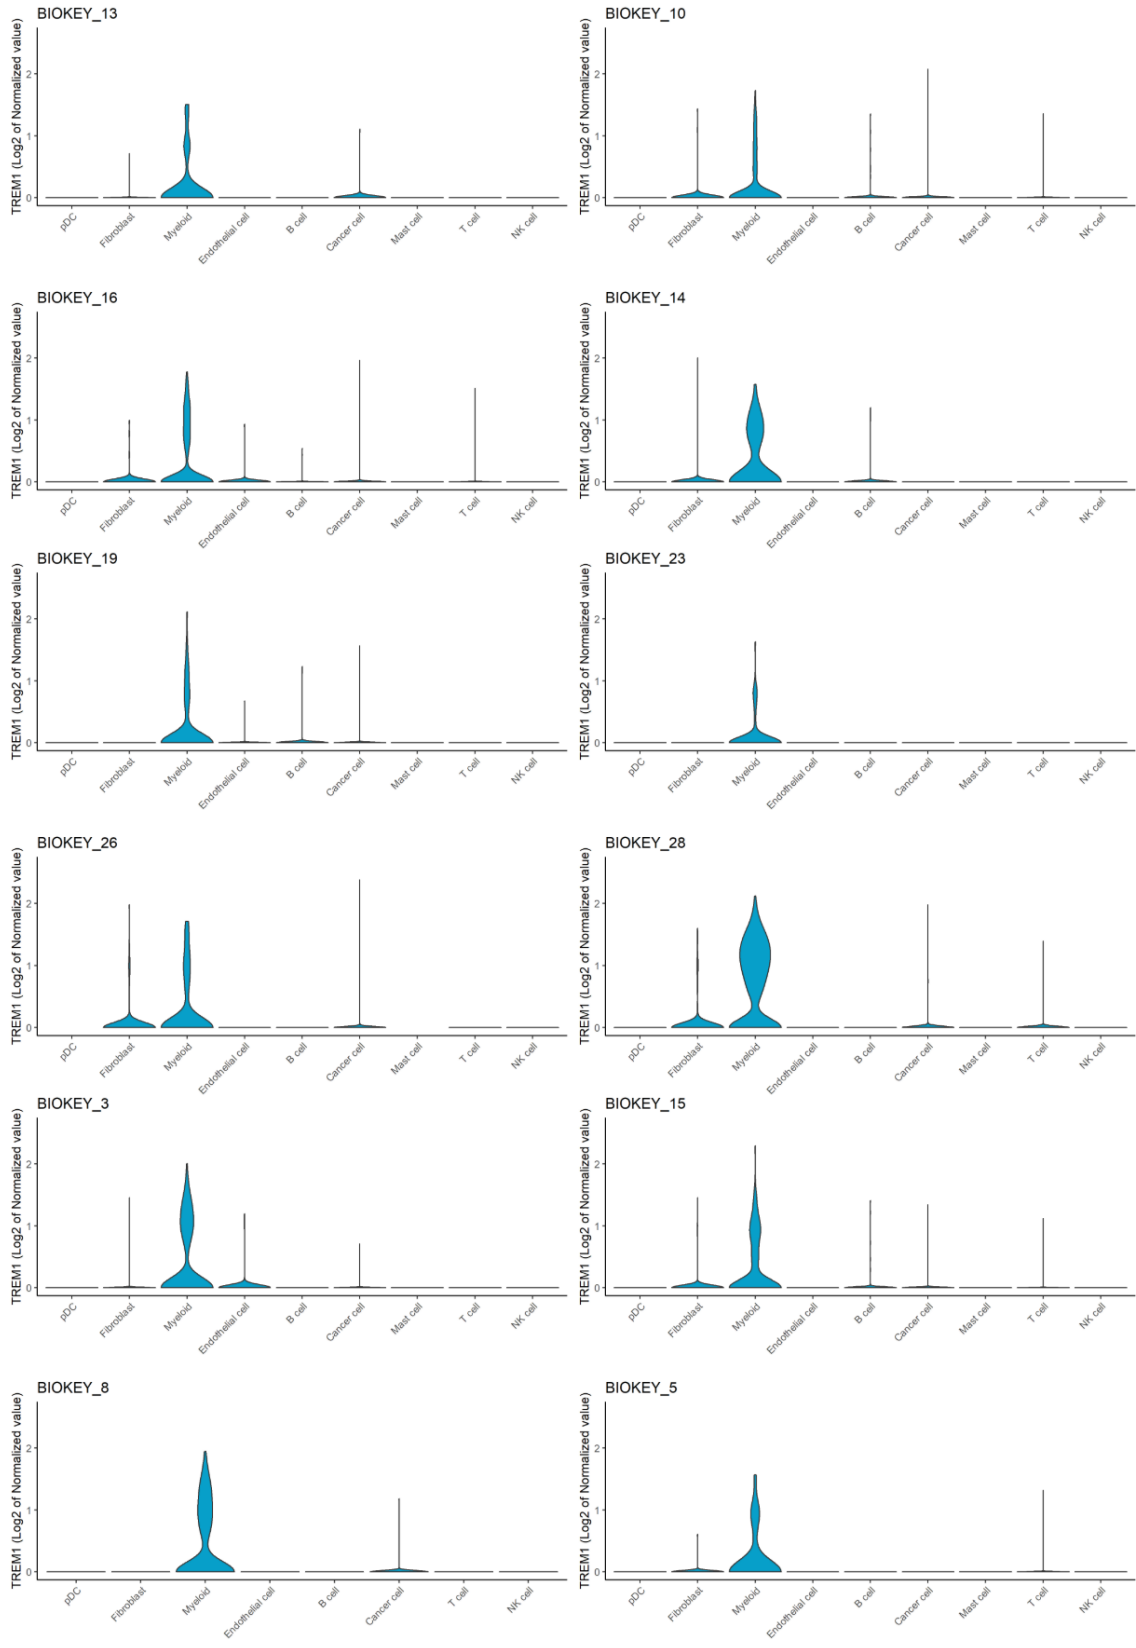 BIOKEY_13
TREM1 (Log2 of Normalized value)
2
1
0
pDC
Fibroblast
Myeloid
Endothelial cell
B cell
Cancer cell
Mast cell
T cell
NK cell
BIOKEY_10
TREM1 (Log2 of Normalized value)
2
1
0
pDC
Fibroblast
Myeloid
Endothelial cell
B cell
Cancer cell
Mast cell
T cell
NK cell
BIOKEY_16
TREM1 (Log2 of Normalized value)
2
1
0
pDC
Fibroblast
Myeloid
Endothelial cell
B cell
Cancer cell
Mast cell
T cell
NK cell
BIOKEY_14
TREM1 (Log2 of Normalized value)
2
1
0
pDC
Fibroblast
Myeloid
Endothelial cell
B cell
Cancer cell
Mast cell
T cell
NK cell
BIOKEY_19
TREM1 (Log2 of Normalized value)
2
1
0
pDC
Fibroblast
Myeloid
Endothelial cell
B cell
Cancer cell
Mast cell
T cell
NK cell
BIOKEY_23
TREM1 (Log2 of Normalized value)
2
1
0
pDC
Fibroblast
Myeloid
Endothelial cell
B cell
Cancer cell
Mast cell
T cell
NK cell
BIOKEY_26
TREM1 (Log2 of Normalized value)
2
1
0
pDC
Fibroblast
Myeloid
Endothelial cell
B cell
Cancer cell
Mast cell
T cell
NK cell
BIOKEY_28
TREM1 (Log2 of Normalized value)
2
1
0
pDC
Fibroblast
Myeloid
Endothelial cell
B cell
Cancer cell
Mast cell
T cell
NK cell
BIOKEY_3
TREM1 (Log2 of Normalized value)
2
1
0
pDC
Fibroblast
Myeloid
Endothelial cell
B cell
Cancer cell
Mast cell
T cell
NK cell
BIOKEY_15
TREM1 (Log2 of Normalized value)
2
1
0
pDC
Fibroblast
Myeloid
Endothelial cell
B cell
Cancer cell
Mast cell
T cell
NK cell
BIOKEY_8
TREM1 (Log2 of Normalized value)
2
1
0
pDC
Fibroblast
Myeloid
Endothelial cell
B cell
Cancer cell
T cell
NK cell
BIOKEY_5
TREM1 (Log2 of Normalized value)
2
1
0
pDC
Fibroblast
Myeloid
Endothelial cell
B cell
Cancer cell
Mast cell
T cell
NK cell